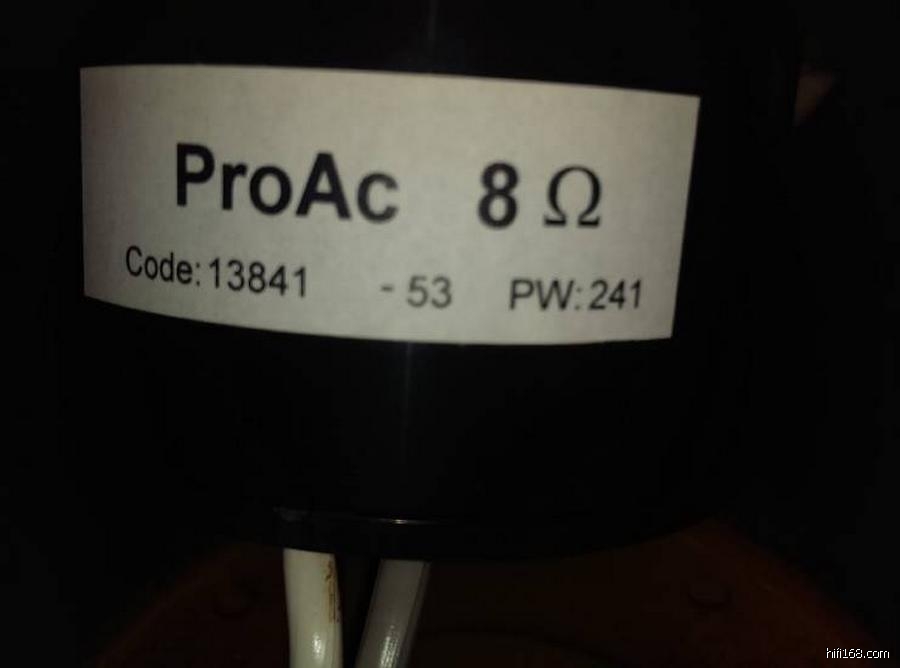 ProAc 8 Ω
Code: 13841 - 53 PW: 241
hifi168.com